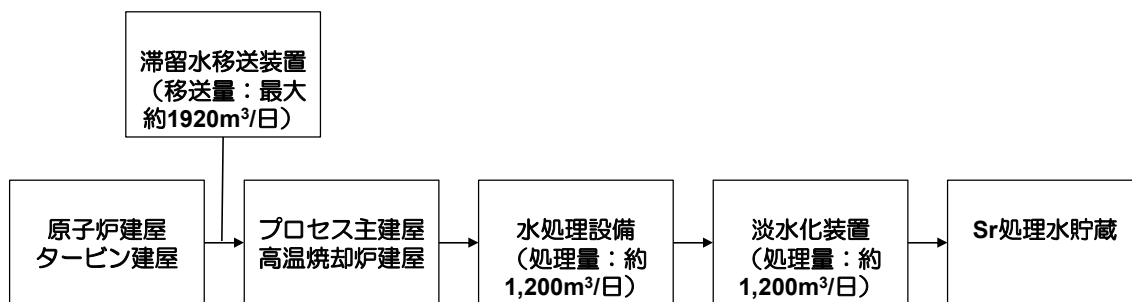 滞留水移送装置
（移送量：最大
約1920m³/日）
原子炉建屋
タービン建屋
プロセス主建屋
高温焼却炉建屋
水処理設備
（処理量：約
1,200m³/日）
淡水化装置
（処理量：約
1,200m³/日）
Sr処理水貯蔵